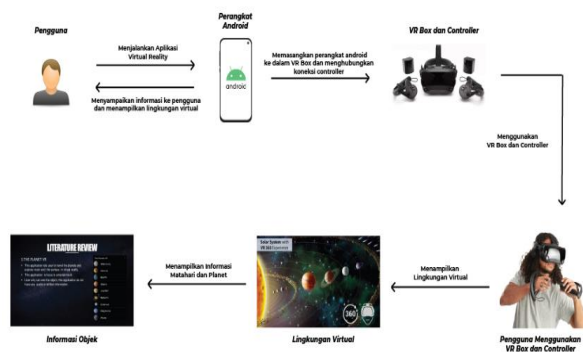 Pengguna
Menjalankan Aplikasi
Virtual Reality
Menyampaikan informasi ke pengguna
dan menampilkan lingkungan virtual
Perangkat
Android
android
Memasangkan perangkat android
ke dalam VR Box dan menghubungkan
koneksi controller
VR Box dan Controller
Menggunakan
VR Box dan Controller
Pengguna Menggunakan
VR Box dan Controller
Menampilkan
Lingkungan Virtual
Solar System with
360
Lingkungan Virtual
Menampilkan Informasi
Matahari dan Planet
LITERATURE REVIEW
Informasi Objek